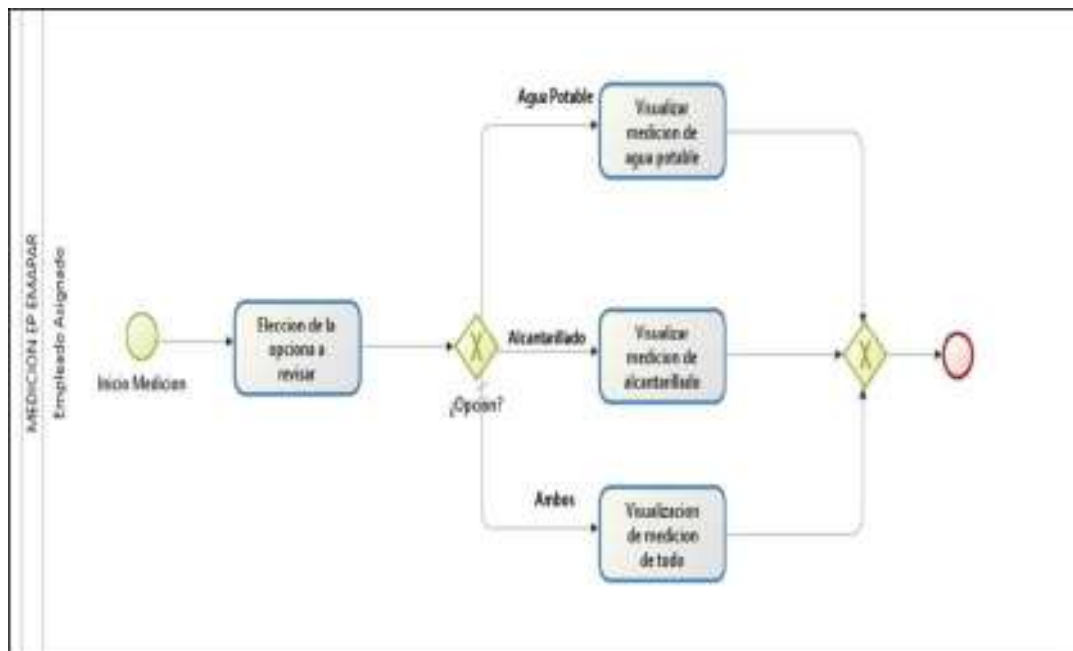 MEDICION EP EMAPAR
Empleado Asignado
Inicio Medicion
Eleccion de la
opciona a
revisar
¿Opcion?
Agua Potable
Visualizar
medicion de
agua potable
Alcantarillado
Visualizar
medicion de
alcantarillado
Ambos
Visualizacion
de medicion
de todo